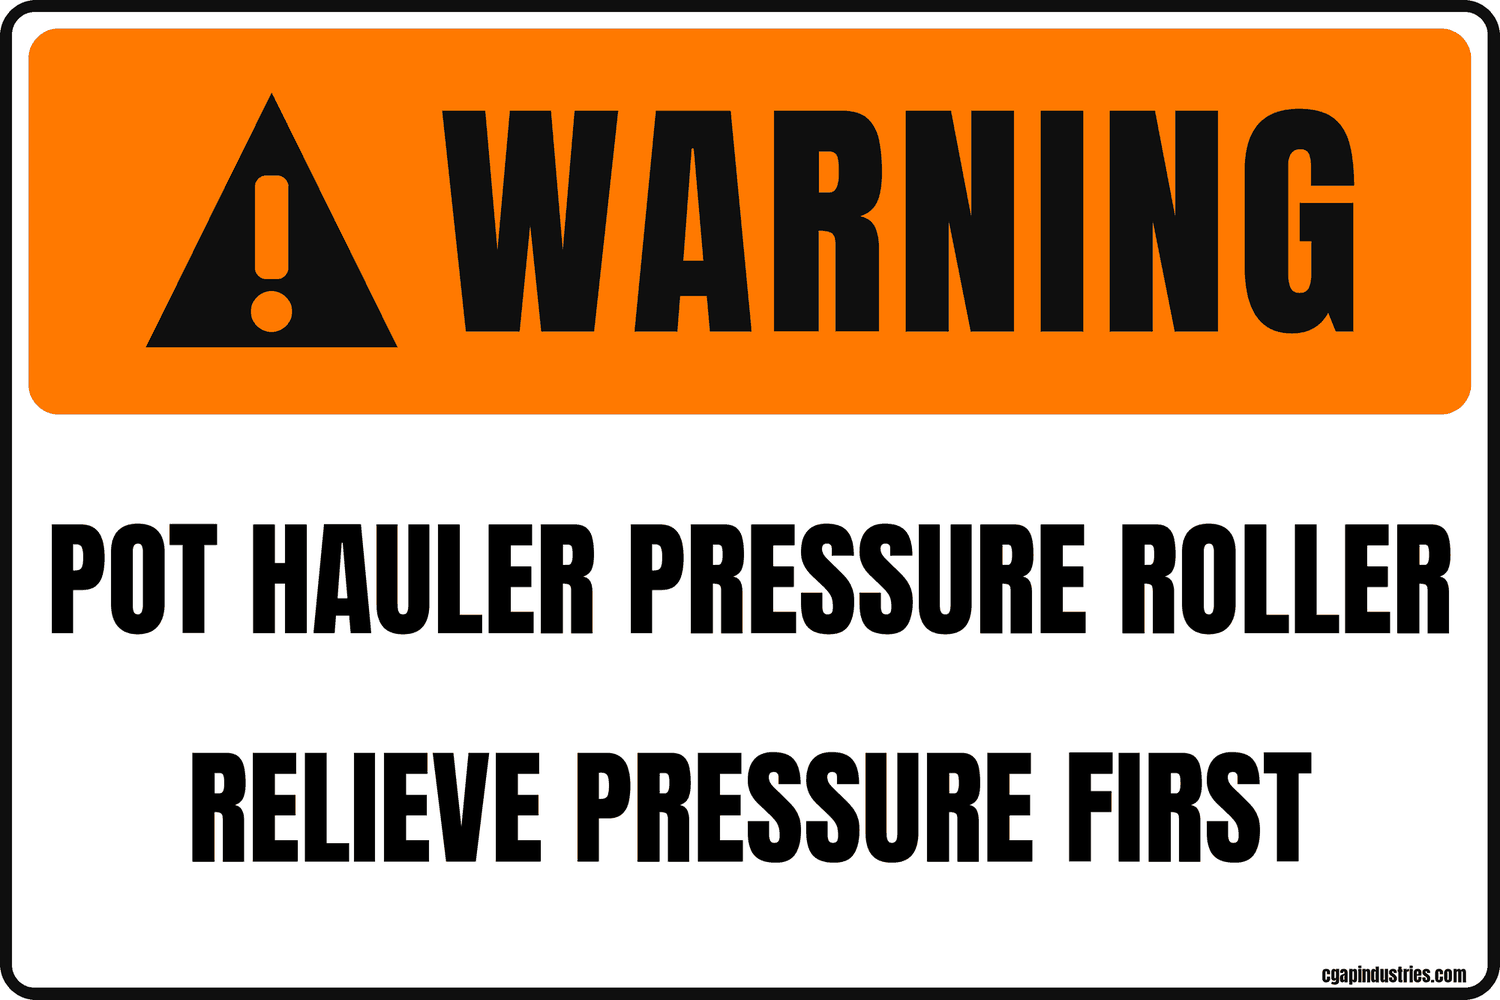 WARNING
POT HAULER PRESSURE ROLLER
RELIEVE PRESSURE FIRST
cgapindustries.com